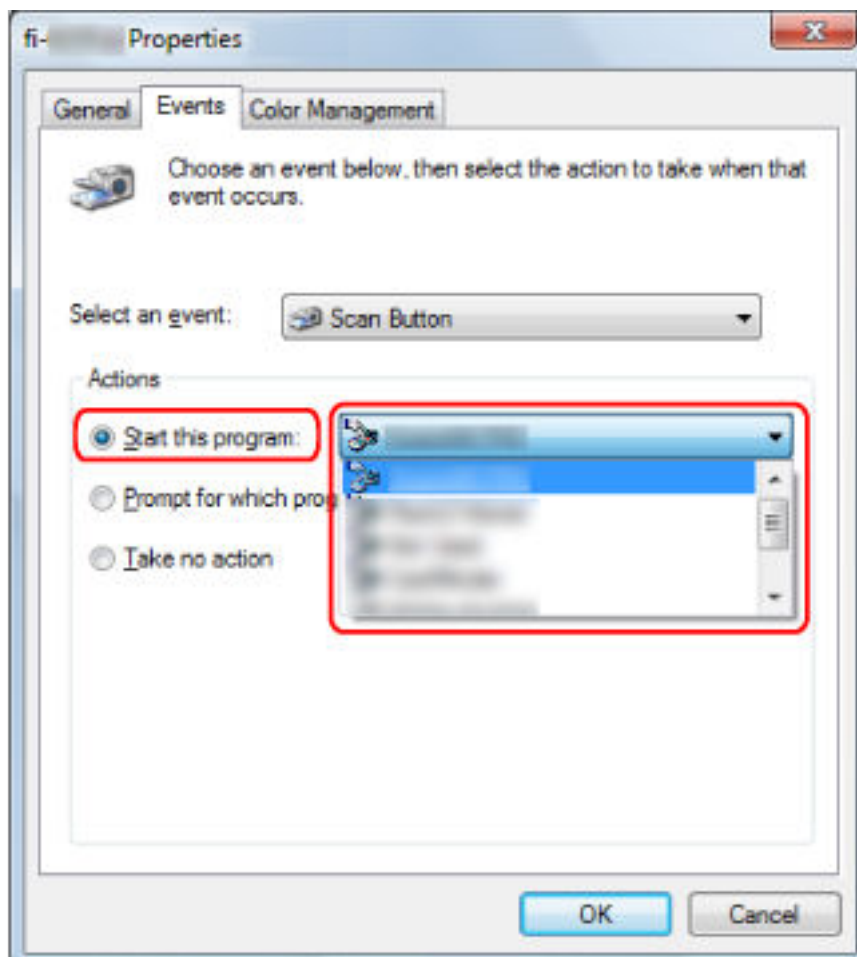 fi- Properties
General Events Color Management
Choose an event below, then select the action to take when that
event occurs.
Select an event: Scan Button
Actions
Start this program:
Prompt for which prog
Take no action
OK Cancel